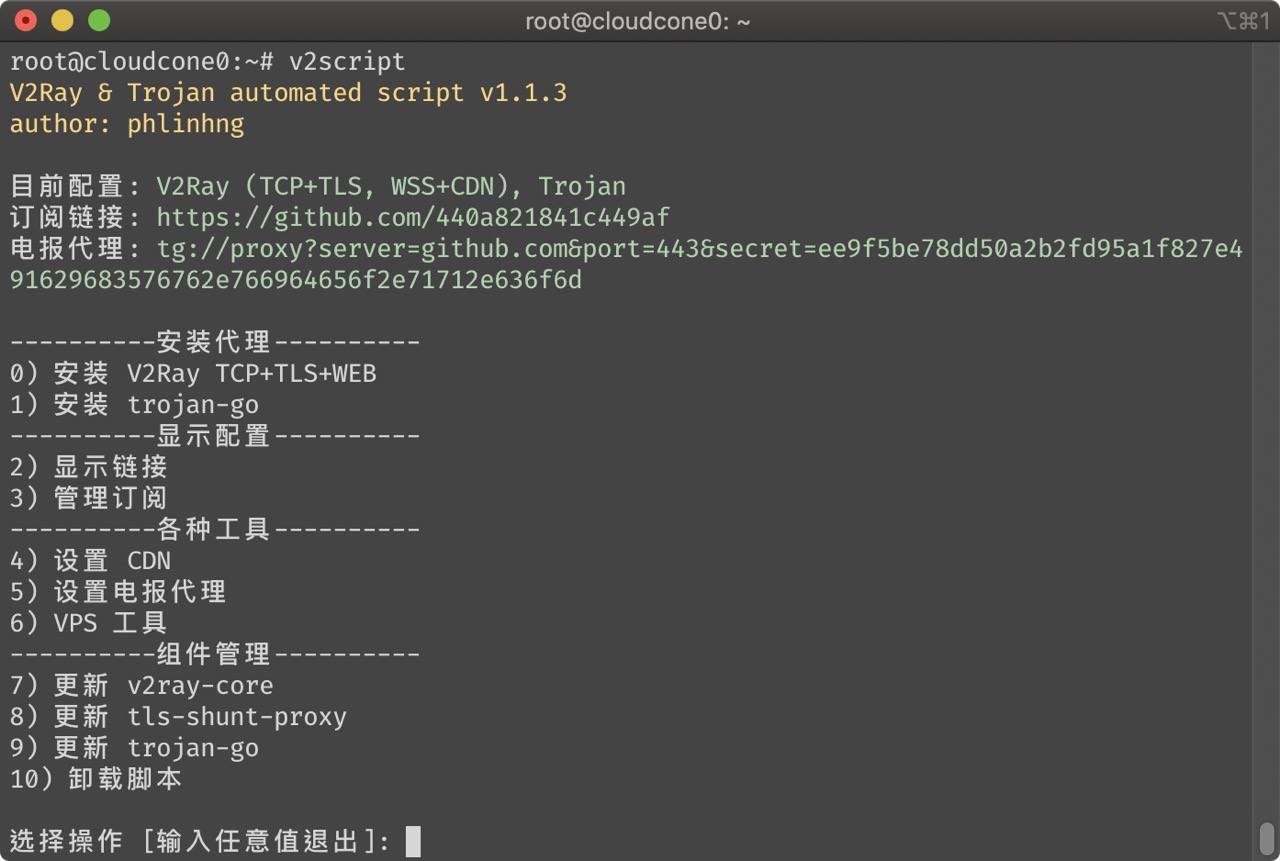 root@cloudcone0: ~
⌥⌘1
root@cloudcone0:~# v2script
V2Ray & Trojan automated script v1.1.3
author: phlinhng
目前配置: V2Ray (TCP+TLS, WSS+CDN), Trojan
订阅链接: https://github.com/440a821841c449af
电报代理: tg://proxy?server=github.com&port=443&secret=ee9f5be78dd50a2b2fd95a1f827e4
916296835767​62e766964656f2e71712e636f6d
----------安装代理----------
0) 安装 V2Ray TCP+TLS+WEB
1) 安装 trojan-go
----------显示配置----------
2) 显示链接
3) 管理订阅
----------各种工具----------
4) 设置 CDN
5) 设置电报代理
6) VPS 工具
----------组件管理----------
7) 更新 v2ray-core
8) 更新 tls-shunt-proxy
9) 更新 trojan-go
10) 卸载脚本
选择操作 [输入任意值退出]: